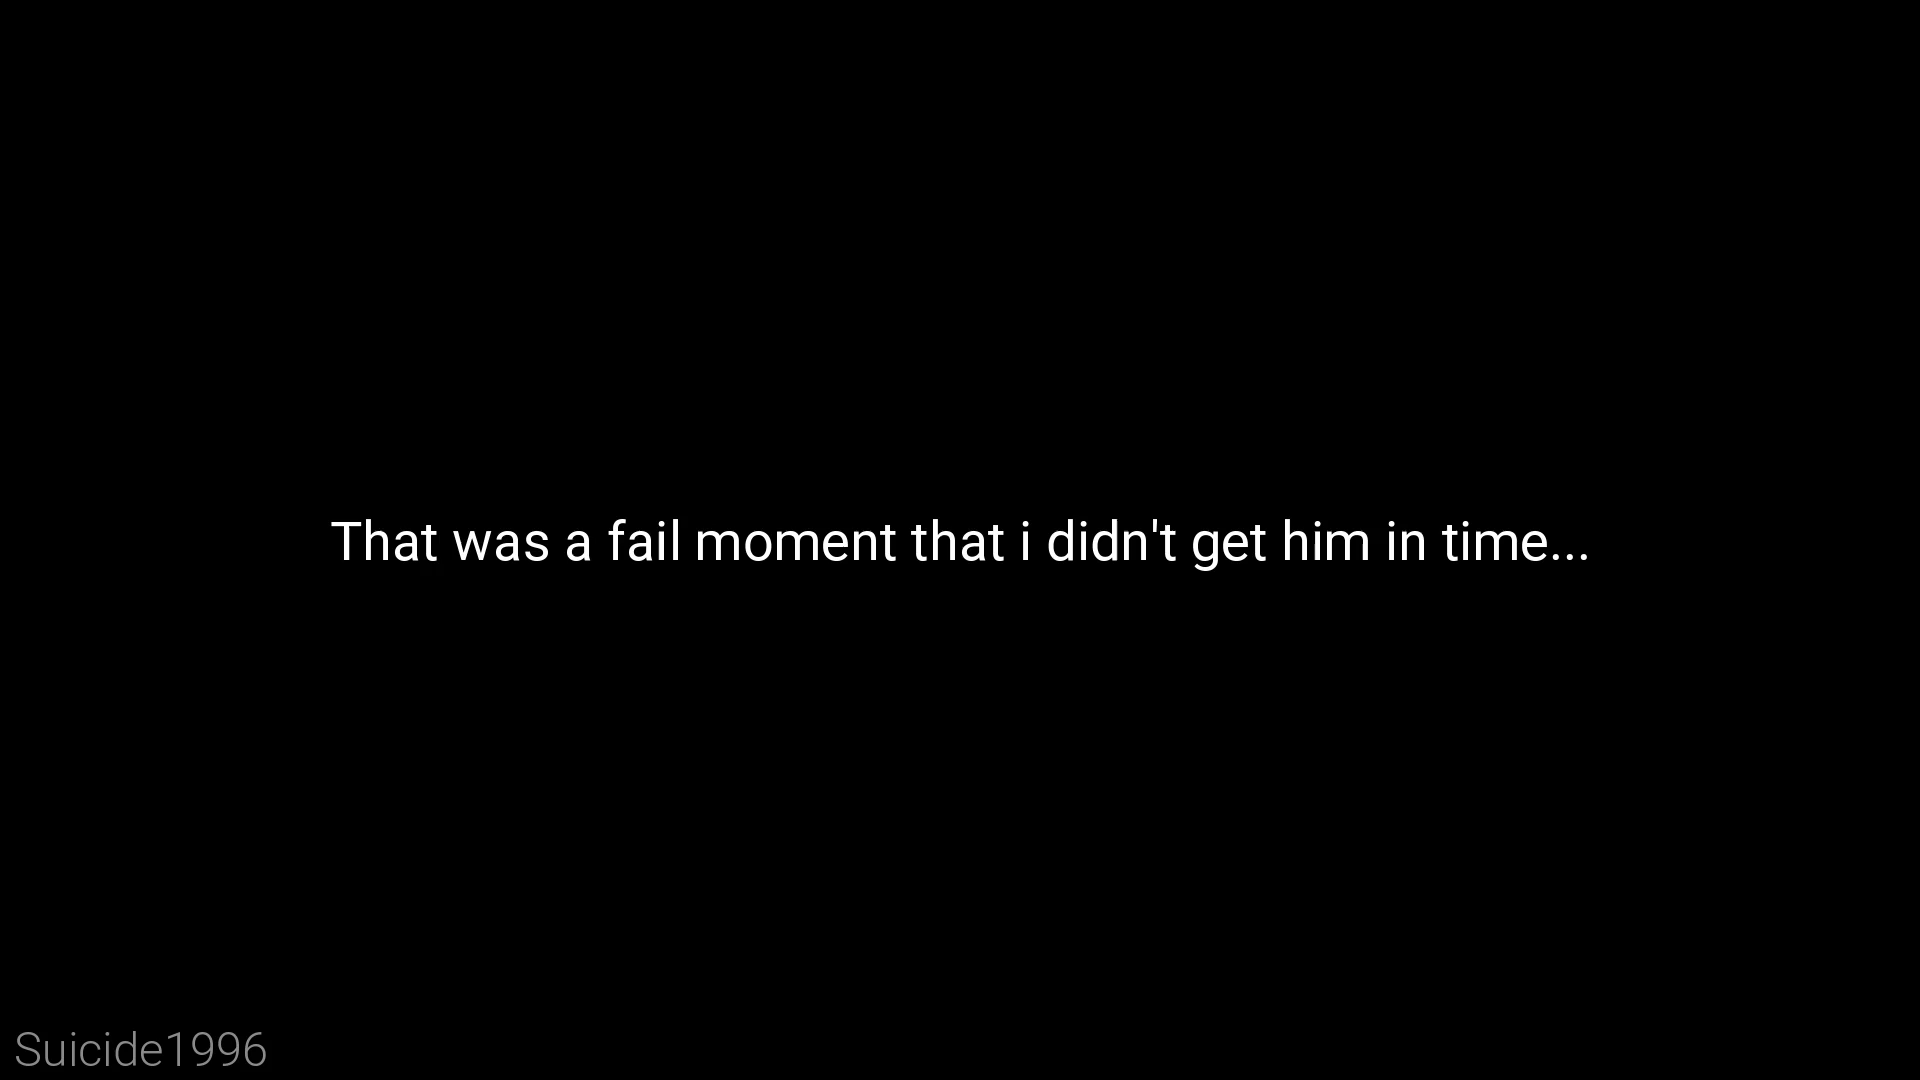 That was a fail moment that i didn't get him in time...
Suicide1996